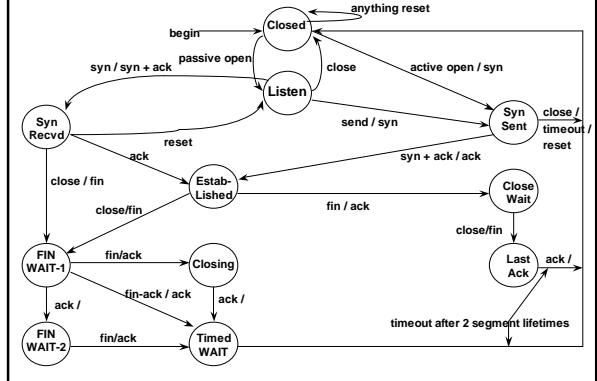 anything reset
Closed
begin
passive open
close
active open / syn
syn / syn + ack
Listen
Syn
Recvd
send / syn
Syn
Sent
close /
timeout /
reset
reset
ack
syn + ack / ack
close / fin
Estab-
Lished
fin / ack
Close
Wait
close/fin
close/fin
FIN
WAIT-1
fin/ack
Closing
Last
Ack
ack /
fin-ack / ack
ack /
ack /
timeout after 2 segment lifetimes
FIN
WAIT-2
fin/ack
Timed
WAIT